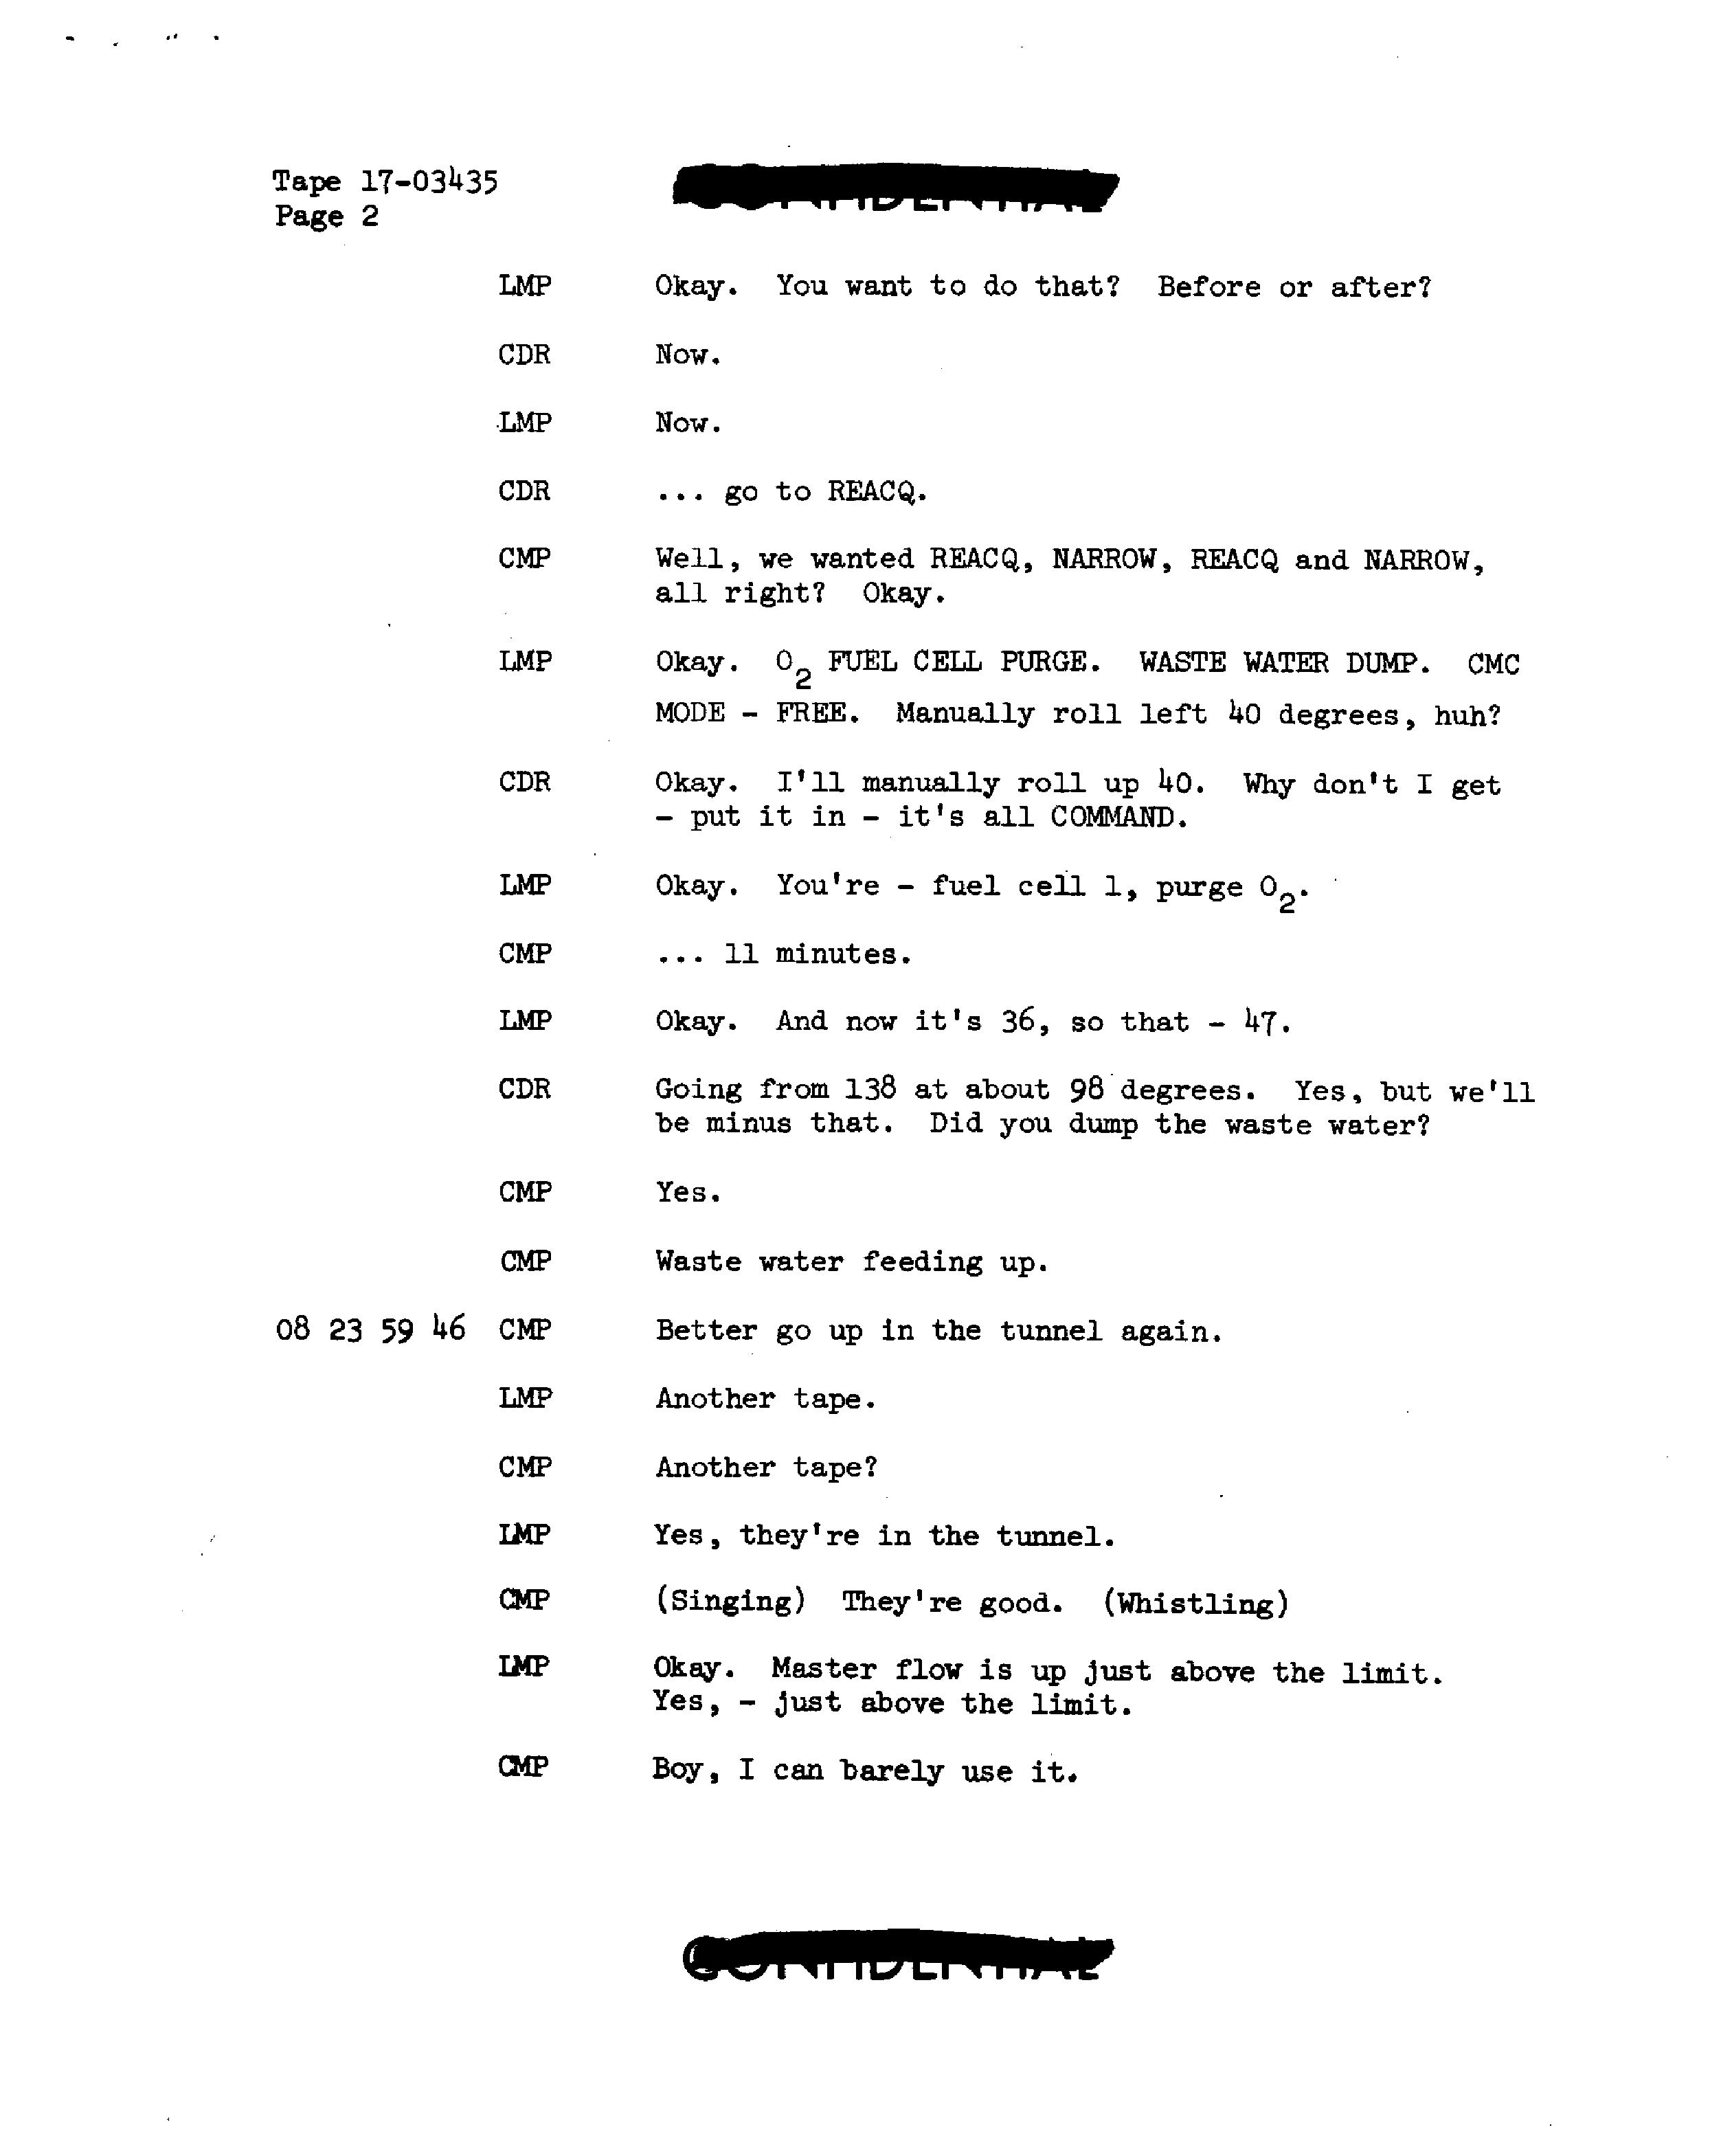 Tape 17-03435
Page 2
CONFIDENTIAL
LMP Okay. You want to do that? Before or after?
CDR Now.
LMP Now.
CDR ... go to REACQ.
CMP Well, we wanted REACQ, NARROW, REACQ and NARROW,
all right? Okay.
LMP Okay. O2 FUEL CELL PURGE. WASTE WATER DUMP. CMC
MODE - FREE. Manually roll left 40 degrees, huh?
CDR Okay. I'll manually roll up 40. Why don't I get
- put it in - it's all COMMAND.
LMP Okay. You're - fuel cell 1, purge O2.
CMP ... 11 minutes.
LMP Okay. And now it's 36, so that - 47.
CDR Going from 138 at about 98 degrees. Yes, but we'll
be minus that. Did you dump the waste water?
CMP Yes.
CMP Waste water feeding up.
08 23 59 46 CMP Better go up in the tunnel again.
LMP Another tape.
CMP Another tape?
LMP Yes, they're in the tunnel.
CMP (Singing) They're good. (Whistling)
LMP Okay. Master flow is up just above the limit.
Yes, - just above the limit.
CMP Boy, I can barely use it.
CONFIDENTIAL